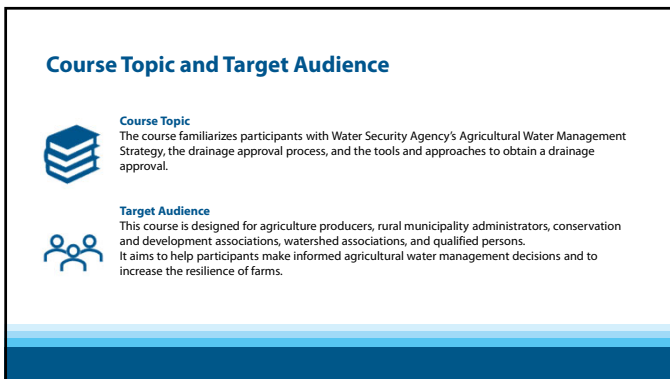 Course Topic and Target Audience
Course Topic
The course familiarizes participants with Water Security Agency's Agricultural Water Management
Strategy, the drainage approval process, and the tools and approaches to obtain a drainage
approval.
Target Audience
This course is designed for agriculture producers, rural municipality administrators, conservation
and development associations, watershed associations, and qualified persons.
It aims to help participants make informed agricultural water management decisions and to
increase the resilience of farms.